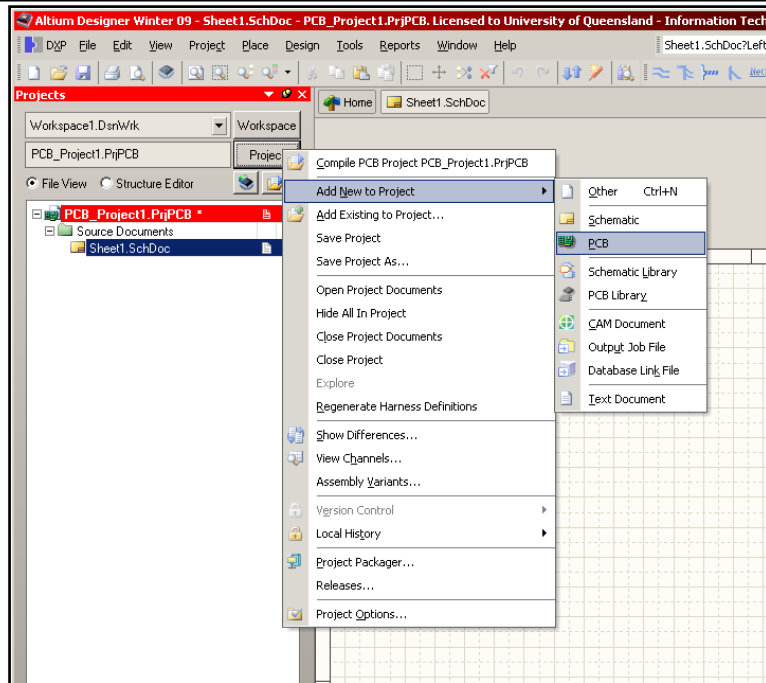 Altium Designer Winter 09 - Sheet1.SchDoc - PCB_Project1.PrjPCB. Licensed to University of Queensland - Information Tech
DXP File Edit View Project Place Design Tools Reports Window Help Sheet1.SchDoc?Left
Net
Projects
Home Sheet1.SchDoc
Workspace1.DsnWrk Workspace
PCB_Project1.PrjPCB Projec
File View Structure Editor
PCB_Project1.PrjPCB *
Source Documents
Sheet1.SchDoc
Compile PCB Project PCB_Project1.PrjPCB
Add New to Project
Add Existing to Project...
Save Project
Save Project As...
Open Project Documents
Hide All In Project
Close Project Documents
Close Project
Explore
Regenerate Harness Definitions
Show Differences...
View Channels...
Assembly Variants...
Version Control
Local History
Project Packager...
Releases...
Project Options...
Other Ctrl+N
Schematic
PCB
Schematic Library
PCB Library
CAM Document
Output Job File
Database Link File
Text Document